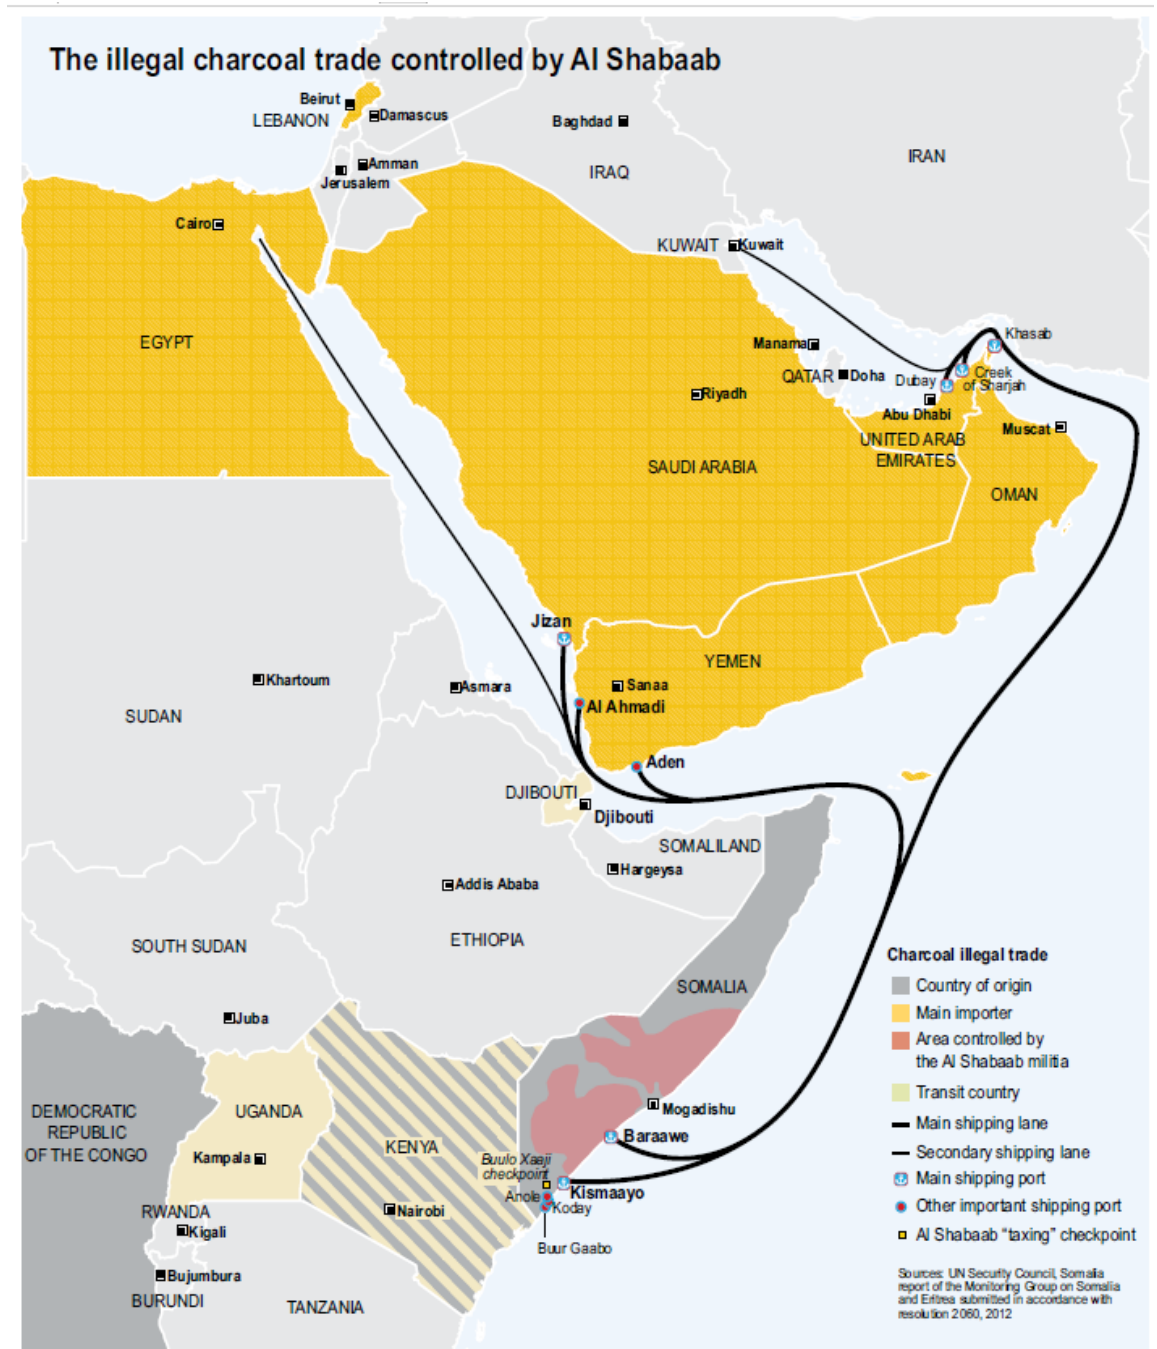 The illegal charcoal trade controlled by Al Shabaab
Beirut
LEBANON
Damascus
Baghdad
IRAN
IRAQ
Amman
Jerusalem
Cairo
KUWAIT
Kuwait
Khasab
EGYPT
Manama
QATAR
Doha
Dubay
Creek
of Sharjah
Riyadh
Abu Dhabi
Muscat
UNITED ARAB
EMIRATES
SAUDI ARABIA
OMAN
Jizan
YEMEN
Khartoum
Asmara
Sanaa
Al Ahmadi
SUDAN
Aden
DJIBOUTI
Djibouti
SOMALILAND
Hargeysa
Addis Ababa
ETHIOPIA
SOUTH SUDAN
SOMALIA
Juba
DEMOCRATIC
REPUBLIC
OF THE CONGO
UGANDA
Mogadishu
KENYA
Baraawe
Kampala
Buulo Xaaji
checkpoint
Kismaayo
Anole
Koday
RWANDA
Nairobi
Kigali
Buur Gaabo
Bujumbura
BURUNDI
TANZANIA
Charcoal illegal trade
Country of origin
Main importer
Area controlled by
the Al Shabaab militia
Transit country
Main shipping lane
Secondary shipping lane
Main shipping port
Other important shipping port
Al Shabaab “taxing” checkpoint
Sources: UN Security Council, Somalia
report of the Monitoring Group on Somalia
and Eritrea submitted in accordance with
resolution 2060, 2012